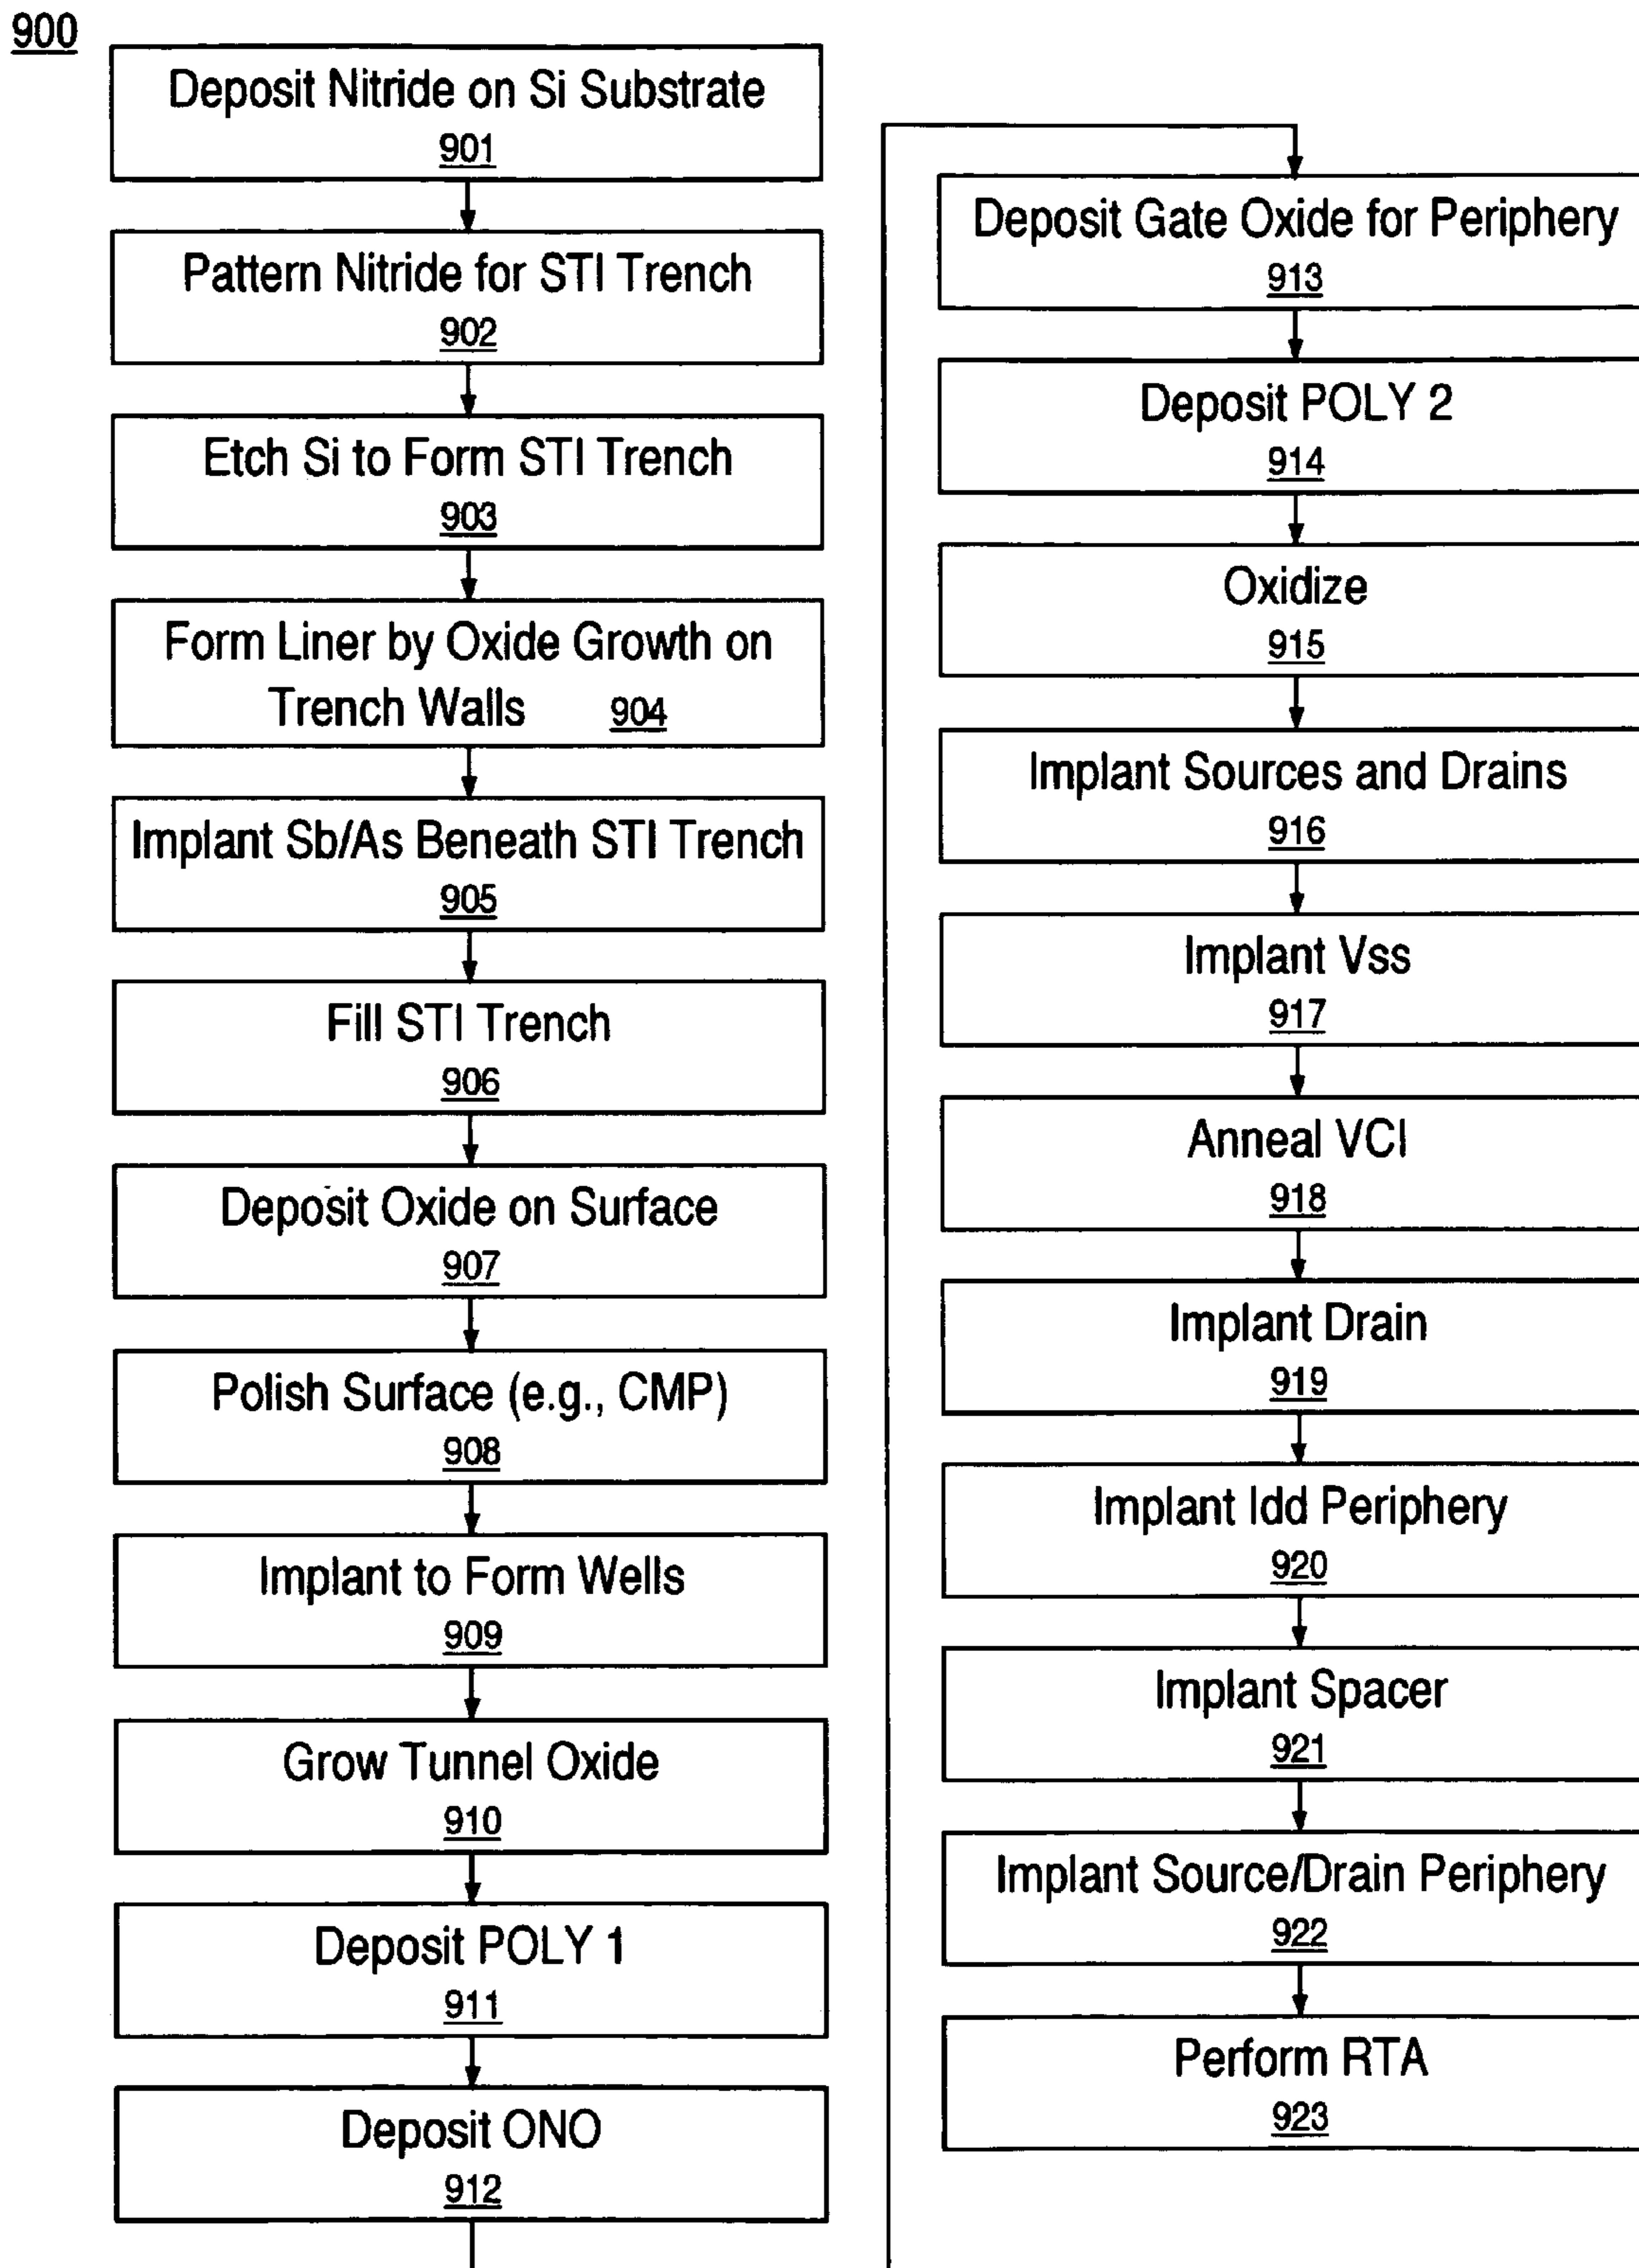 900
Deposit Nitride on Si Substrate
901
Pattern Nitride for STI Trench
902
Etch Si to Form STI Trench
903
Form Liner by Oxide Growth on
Trench Walls 904
Implant Sb/As Beneath STI Trench
905
Fill STI Trench
906
Deposit Oxide on Surface
907
Polish Surface (e.g., CMP)
908
Implant to Form Wells
909
Grow Tunnel Oxide
910
Deposit POLY 1
911
Deposit ONO
912
Deposit Gate Oxide for Periphery
913
Deposit POLY 2
914
Oxidize
915
Implant Sources and Drains
916
Implant Vss
917
Anneal VCI
918
Implant Drain
919
Implant Idd Periphery
920
Implant Spacer
921
Implant Source/Drain Periphery
922
Perform RTA
923